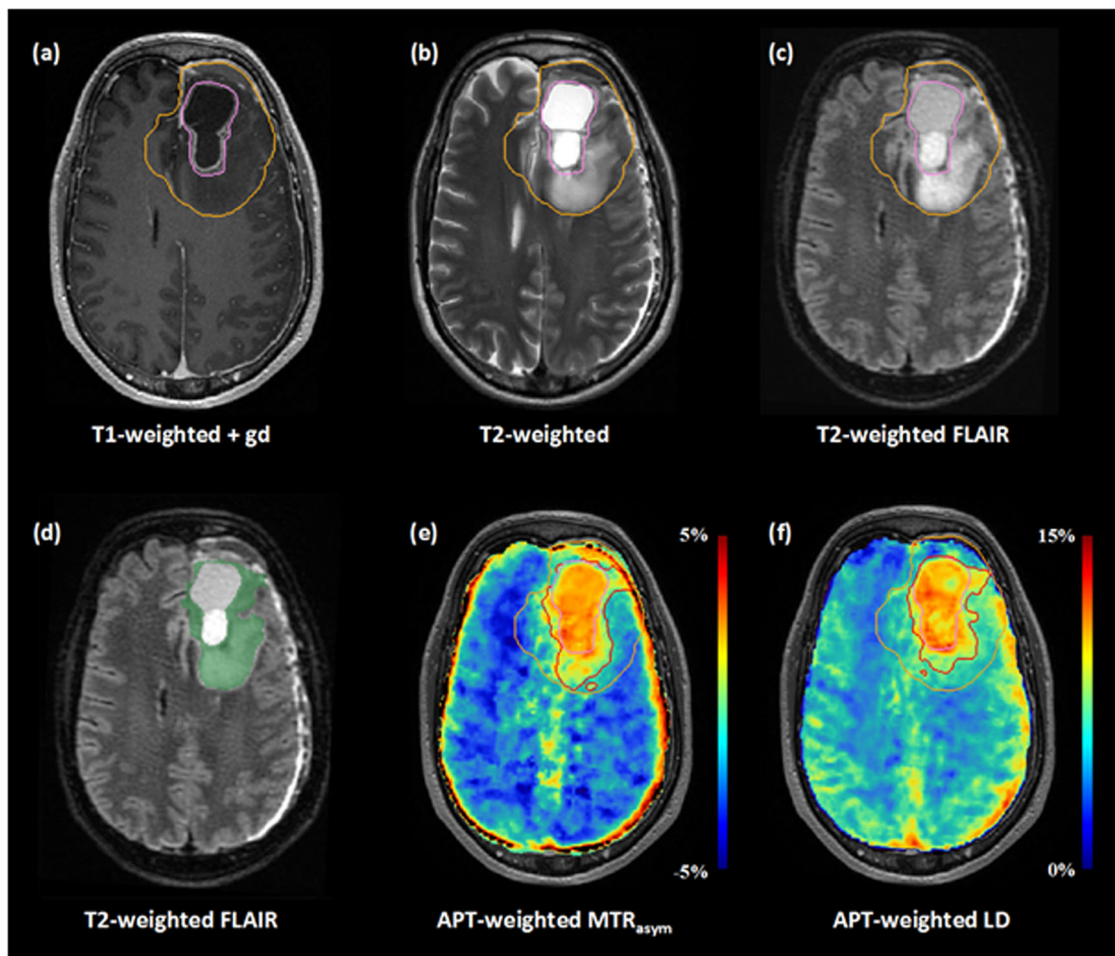 (a)
(b)
(c)
T1-weighted + gd
T2-weighted
T2-weighted FLAIR
(d)
(e)
5%
-5%
(f)
15%
0%
T2-weighted FLAIR
APT-weighted MTRasym
APT-weighted LD